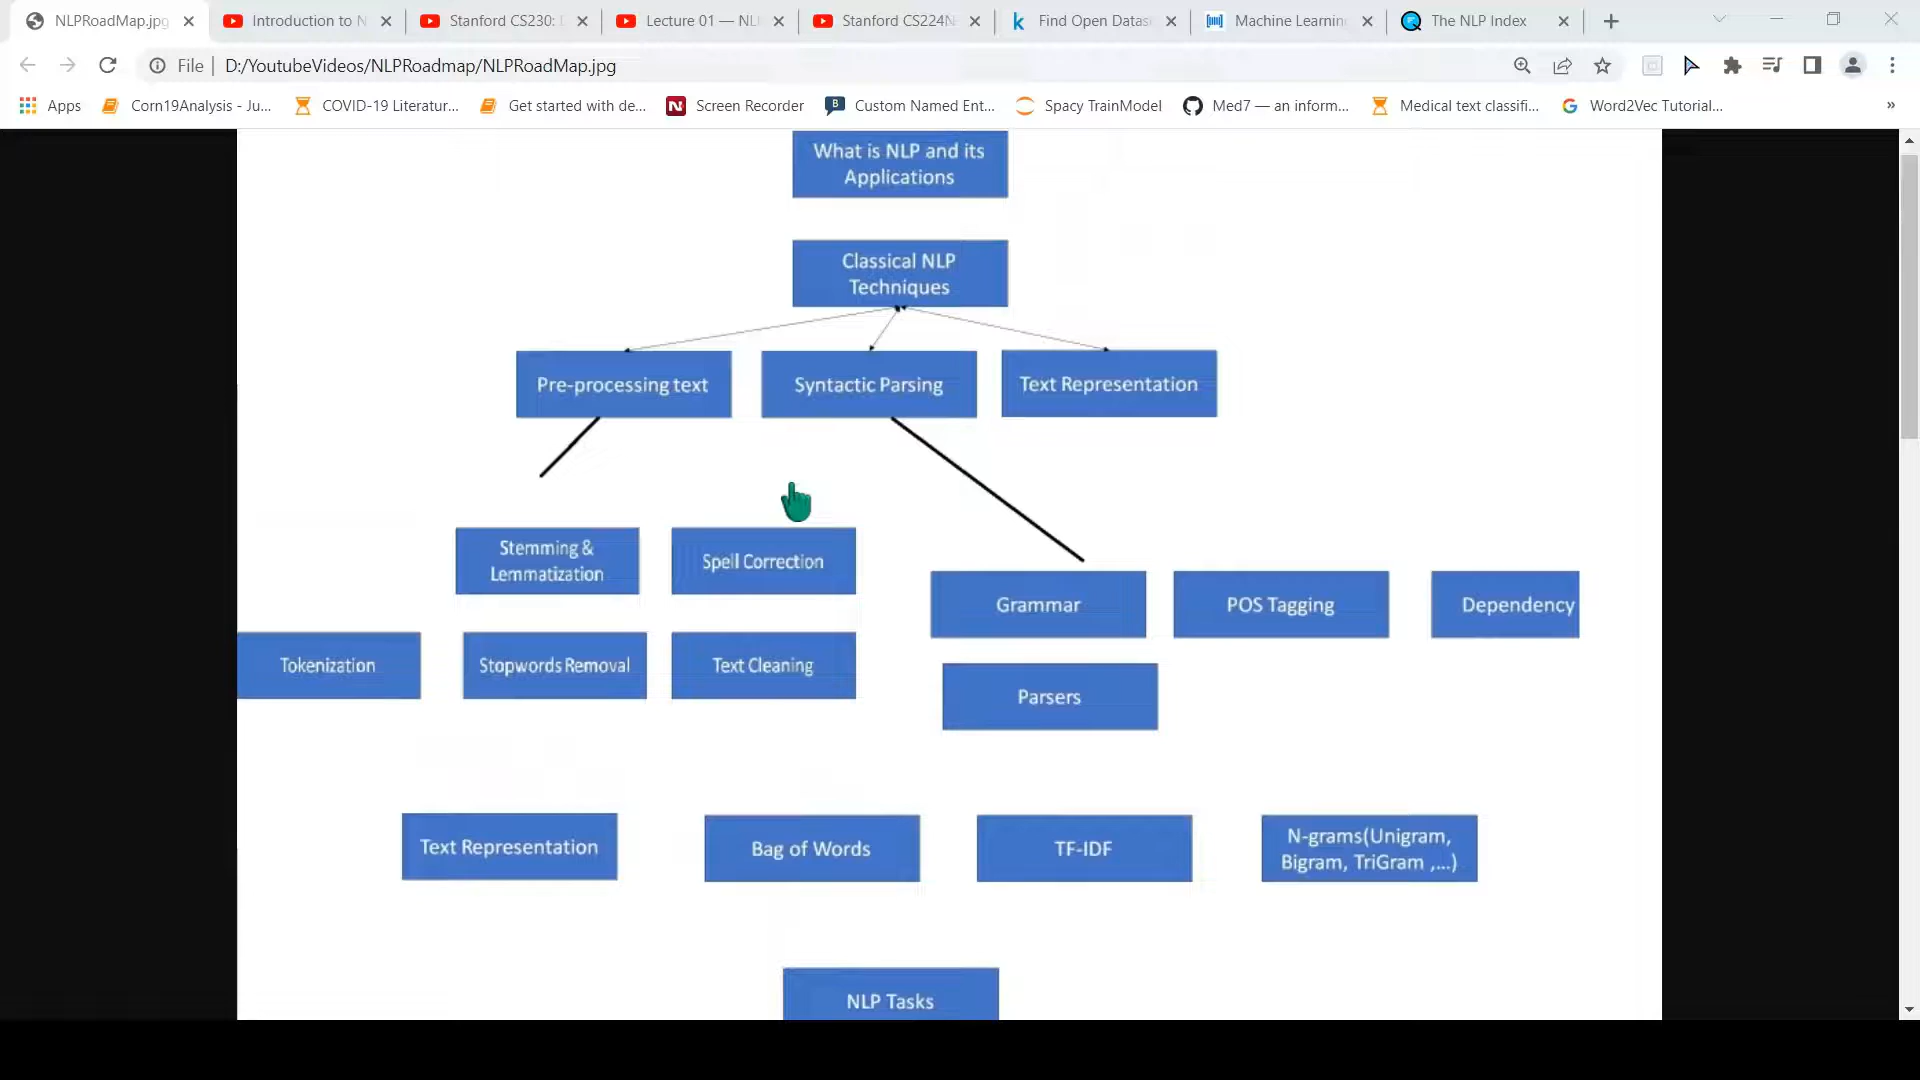 NLPRoadMap.jpg
Introduction to N
Stanford CS230:
Lecture 01 — NL
Stanford CS224N
Find Open Datas
Machine Learnin
The NLP Index
File
D:/YoutubeVideos/NLPRoadmap/NLPRoadMap.jpg
Apps
Corn19Analysis - Ju...
COVID-19 Literatur...
Get started with de...
Screen Recorder
Custom Named Ent...
Spacy TrainModel
Med7 — an inform...
Medical text classifi...
Word2Vec Tutorial...
»
What is NLP and its
Applications
Classical NLP
Techniques
Pre-processing text
Syntactic Parsing
Text Representation
Stemming &
Lemmatization
Spell Correction
Grammar
POS Tagging
Dependency
Tokenization
Stopwords Removal
Text Cleaning
Parsers
Text Representation
Bag of Words
TF-IDF
N-grams(Unigram,
Bigram, TriGram ,...)
NLP Tasks